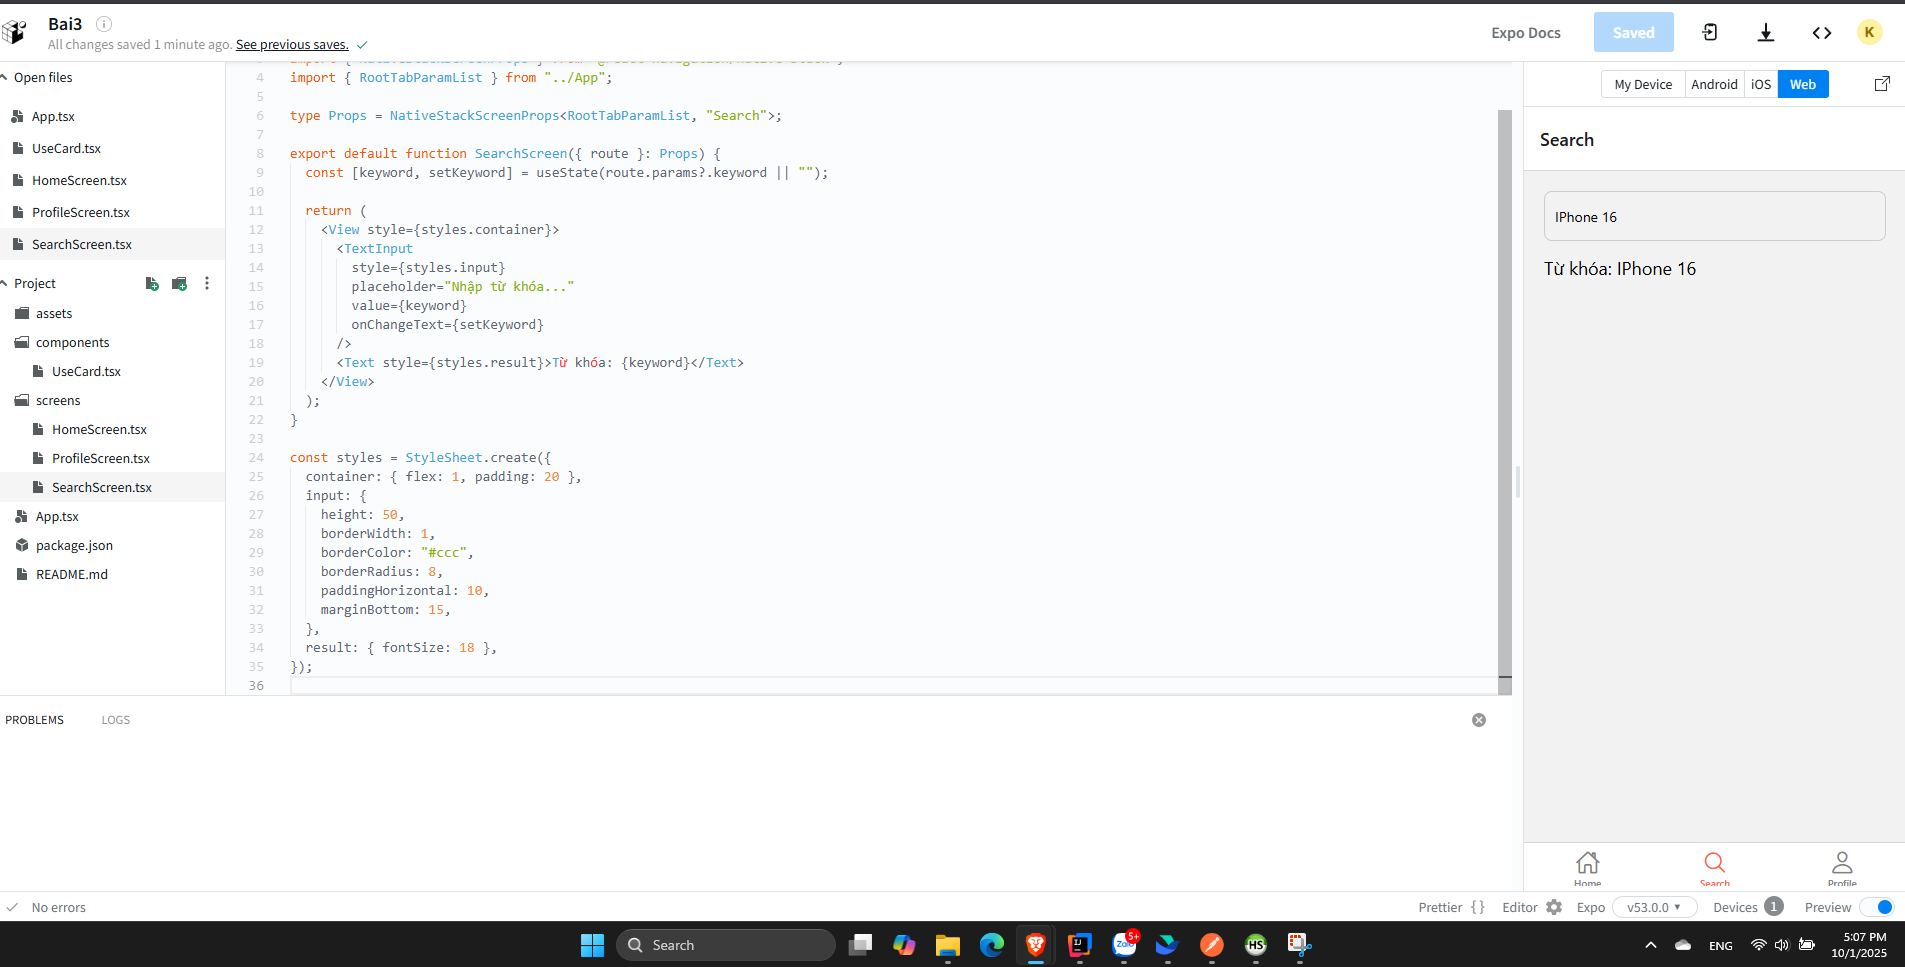 Bai3
All changes saved 1 minute ago. See previous saves.
Expo Docs
Saved
K
Open files
App.tsx
UseCard.tsx
HomeScreen.tsx
ProfileScreen.tsx
SearchScreen.tsx
Project
assets
components
UseCard.tsx
screens
HomeScreen.tsx
ProfileScreen.tsx
SearchScreen.tsx
App.tsx
package.json
README.md
4 import { RootTabParamList } from "../App";
5
6 type Props = NativeStackScreenProps<RootTabParamList, "Search">;
7
8 export default function SearchScreen({ route }: Props) {
9 const [keyword, setKeyword] = useState(route.params?.keyword || "");
10
11 return (
12 <View style={styles.container}>
13 <TextInput
14 style={styles.input}
15 placeholder="Nhập từ khóa..."
16 value={keyword}
17 onChangeText={setKeyword}
18 />
19 <Text style={styles.result}>Từ khóa: {keyword}</Text>
20 </View>
21 );
22 }
23
24 const styles = StyleSheet.create({
25 container: { flex: 1, padding: 20 },
26 input: {
27 height: 50,
28 borderWidth: 1,
29 borderColor: "#ccc",
30 borderRadius: 8,
31 paddingHorizontal: 10,
32 marginBottom: 15,
33 },
34 result: { fontSize: 18 },
35 });
36
My Device Android iOS Web
Search
IPhone 16
Từ khóa: IPhone 16
Home Search Profile
PROBLEMS LOGS
No errors
Prettier {} Editor Expo v53.0.0 Devices 1 Preview
Search
5+
Zalo
HS
ENG
5:07 PM
10/1/2025